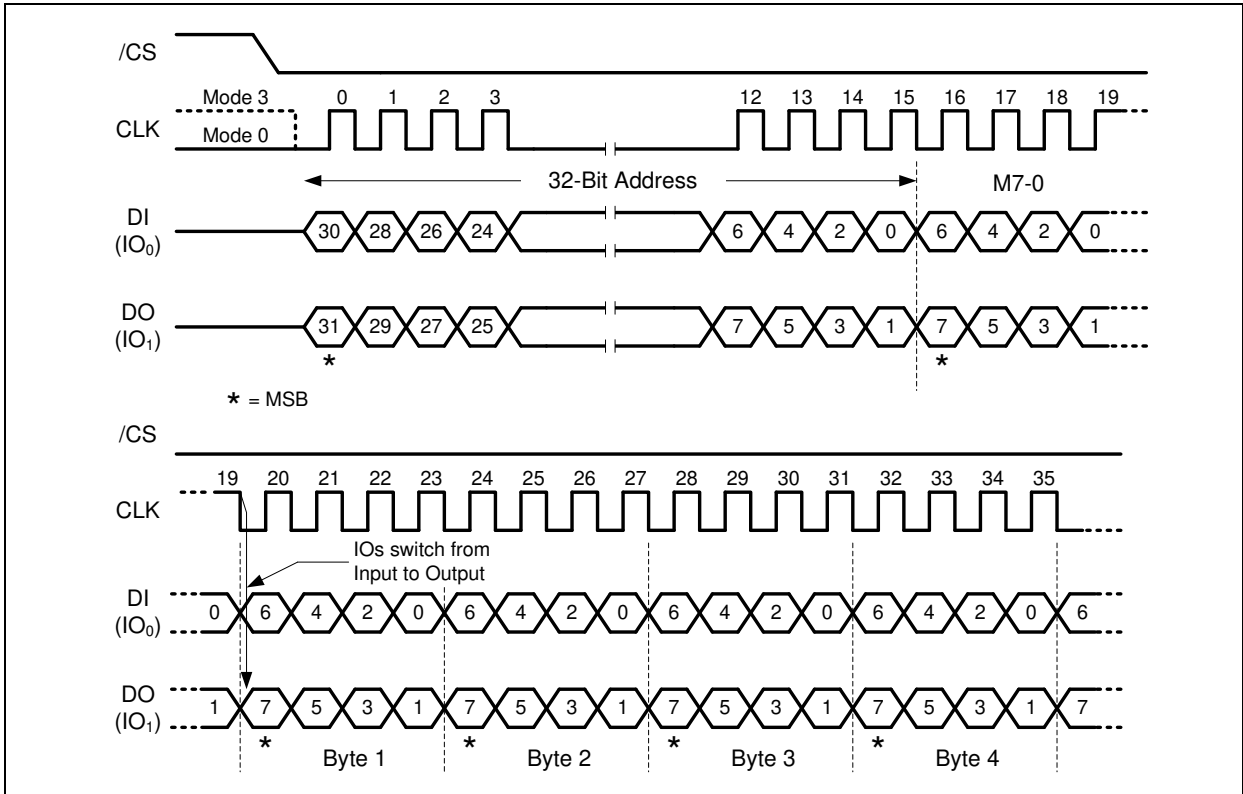 /CS
Mode 3 0 1 2 3 12 13 14 15 16 17 18 19
CLK
Mode 0
32-Bit Address M7-0
DI
(IO₀)
30 28 26 24 6 4 2 0 6 4 2 0
DO
(IO₁)
31 29 27 25 7 5 3 1 7 5 3 1
* *
* = MSB
/CS
19 20 21 22 23 24 25 26 27 28 29 30 31 32 33 34 35
CLK
IOs switch from
Input to Output
DI
(IO₀)
0 6 4 2 0 6 4 2 0 6 4 2 0 6 4 2 0 6
DO
(IO₁)
1 7 5 3 1 7 5 3 1 7 5 3 1 7 5 3 1 7
* * * *
Byte 1 Byte 2 Byte 3 Byte 4